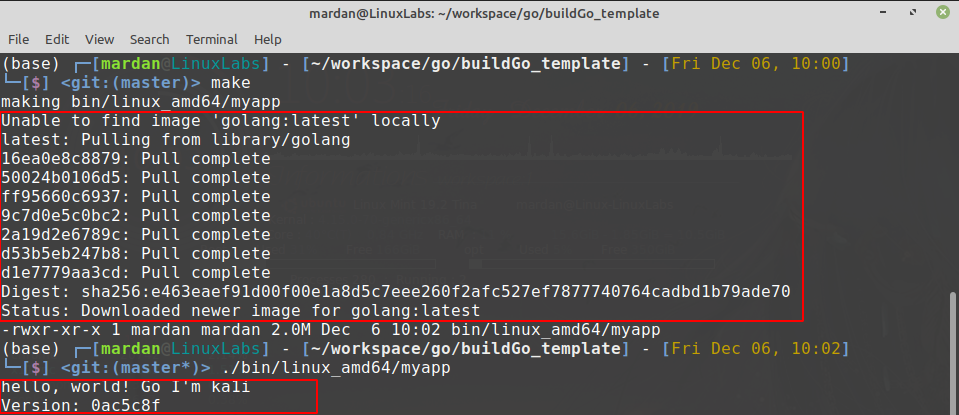 mardan@LinuxLabs: ~/workspace/go/buildGo_template
File Edit View Search Terminal Help
(base) ┌─[mardan@LinuxLabs] - [~/workspace/go/buildGo_template] - [Fri Dec 06, 10:00]
└─[$] <git:(master)> make
making bin/linux_amd64/myapp
Unable to find image 'golang:latest' locally
latest: Pulling from library/golang
16ea0e8c8879: Pull complete
50024b0106d5: Pull complete
ff95660c6937: Pull complete
9c7d0e5c0bc2: Pull complete
2a19d2e6789c: Pull complete
d53b5eb247b8: Pull complete
d1e7779aa3cd: Pull complete
Digest: sha256:e463eaef91d00f00e1a8d5c7eee260f2afc527ef7877740764cadbd1b79ade70
Status: Downloaded newer image for golang:latest
-rwxr-xr-x 1 mardan mardan 2.0M Dec  6 10:02 bin/linux_amd64/myapp
(base) ┌─[mardan@LinuxLabs] - [~/workspace/go/buildGo_template] - [Fri Dec 06, 10:02]
└─[$] <git:(master*)> ./bin/linux_amd64/myapp
hello, world! Go I'm ka1i
Version: 0ac5c8f